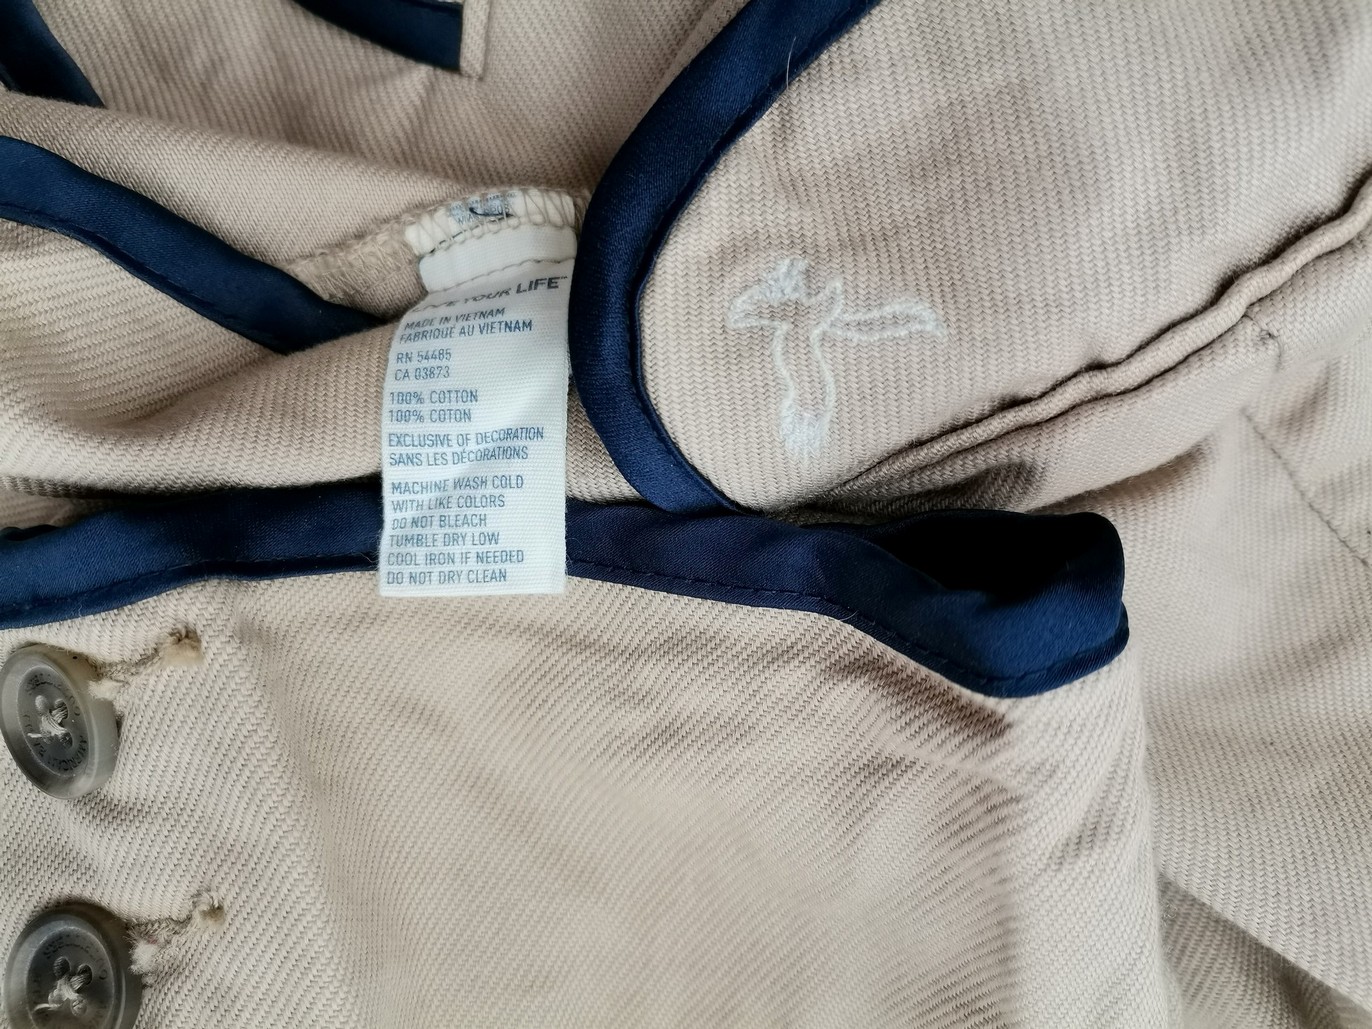 YOUR LIFE™
MADE IN VIETNAM
FABRIQUÉ AU VIETNAM
RN 54485
CA 03873
100% COTTON
100% COTON
EXCLUSIVE OF DECORATION
SANS LES DÉCORATIONS
MACHINE WASH COLD
WITH LIKE COLORS
DO NOT BLEACH
TUMBLE DRY LOW
COOL IRON IF NEEDED
DO NOT DRY CLEAN
AMERICAN